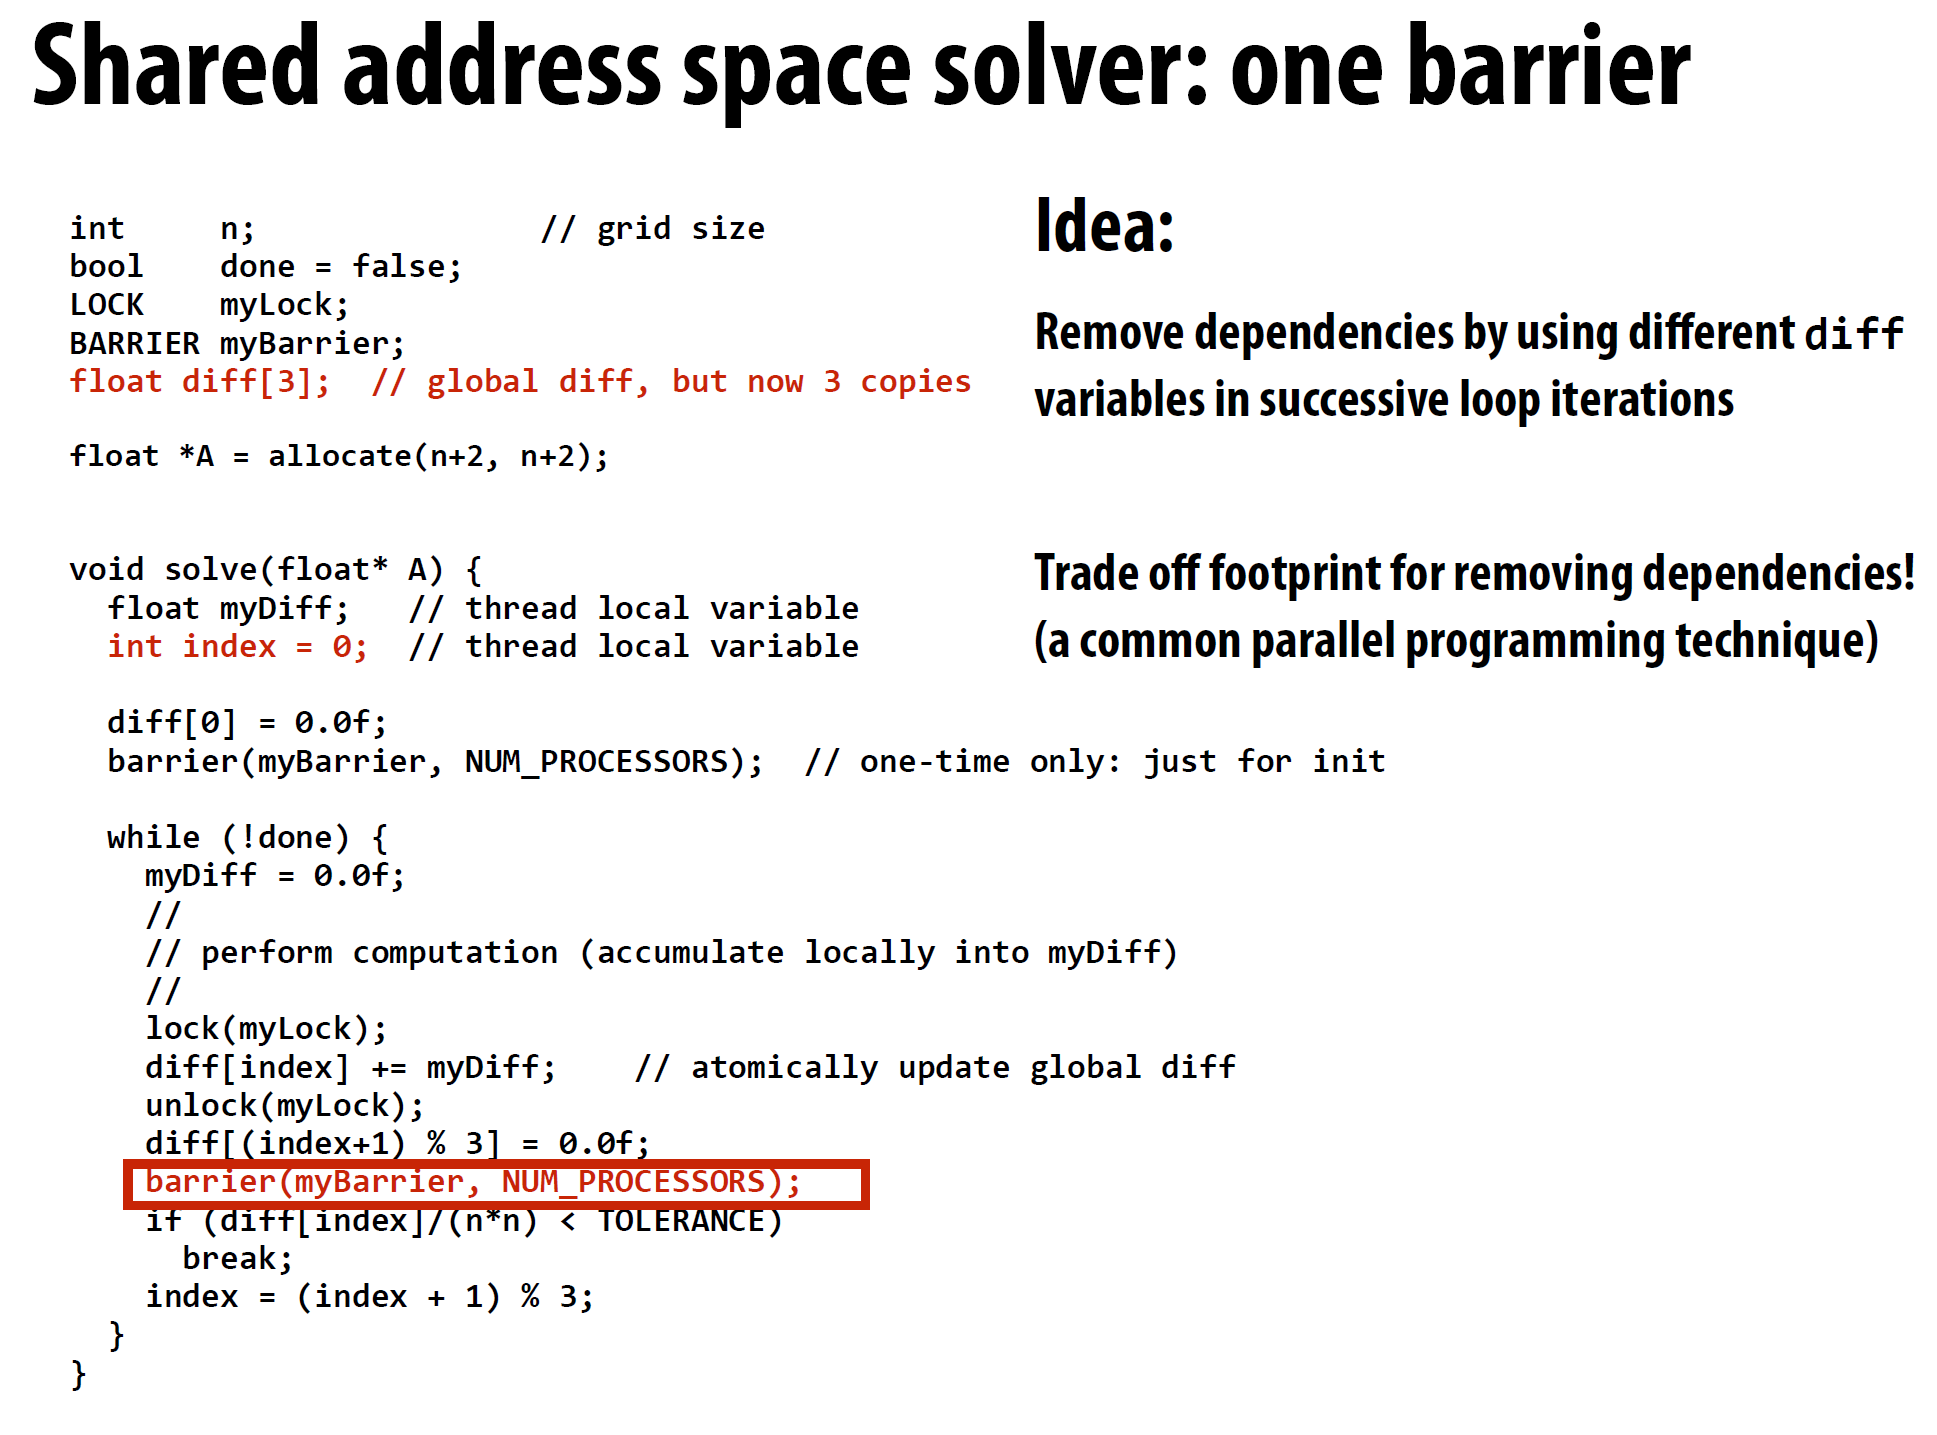 Shared address space solver: one barrier
int     n;               // grid size
bool    done = false;
LOCK    myLock;
BARRIER myBarrier;
float diff[3];  // global diff, but now 3 copies
float *A = allocate(n+2, n+2);
void solve(float* A) {
  float myDiff;   // thread local variable
  int index = 0;  // thread local variable
  diff[0] = 0.0f;
  barrier(myBarrier, NUM_PROCESSORS);  // one-time only: just for init
  while (!done) {
    myDiff = 0.0f;
    //
    // perform computation (accumulate locally into myDiff)
    //
    lock(myLock);
    diff[index] += myDiff;    // atomically update global diff
    unlock(myLock);
    diff[(index+1) % 3] = 0.0f;
    barrier(myBarrier, NUM_PROCESSORS);
    if (diff[index]/(n*n) < TOLERANCE)
      break;
    index = (index + 1) % 3;
  }
}
Idea:
Remove dependencies by using different diff
variables in successive loop iterations
Trade off footprint for removing dependencies!
(a common parallel programming technique)